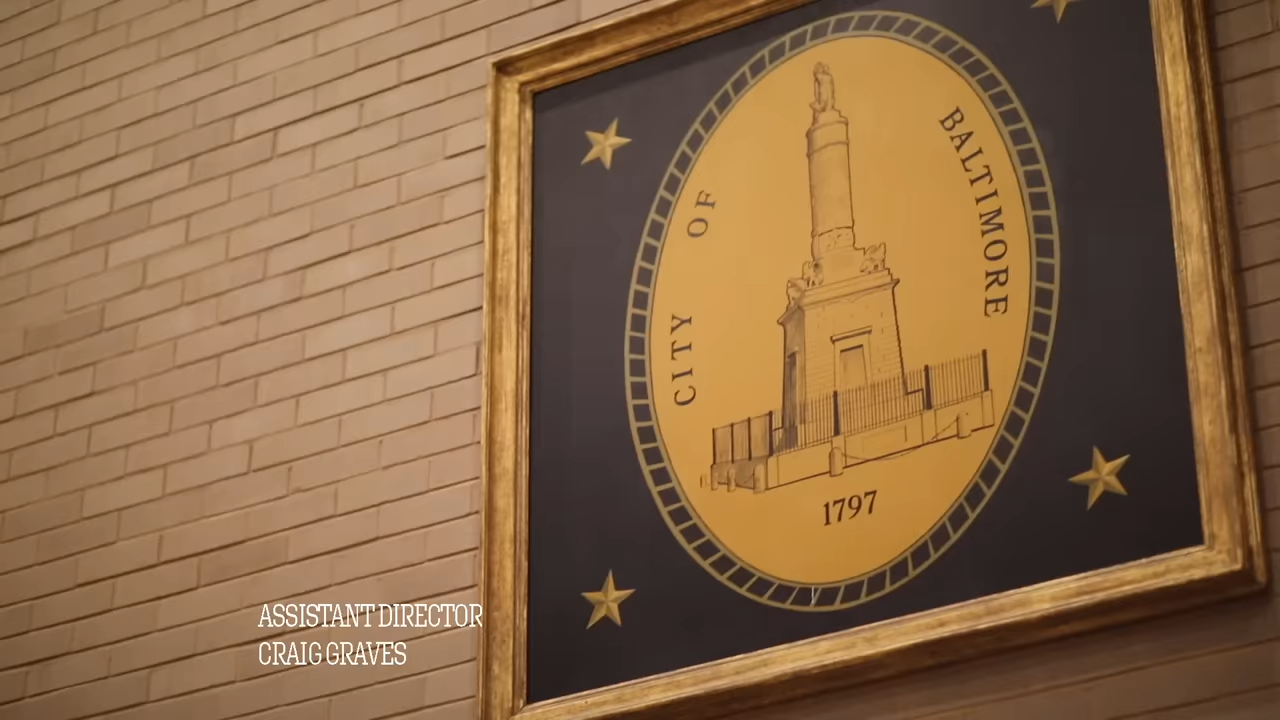 CITY OF BALTIMORE
1797
ASSISTANT DIRECTOR
CRAIG GRAVES